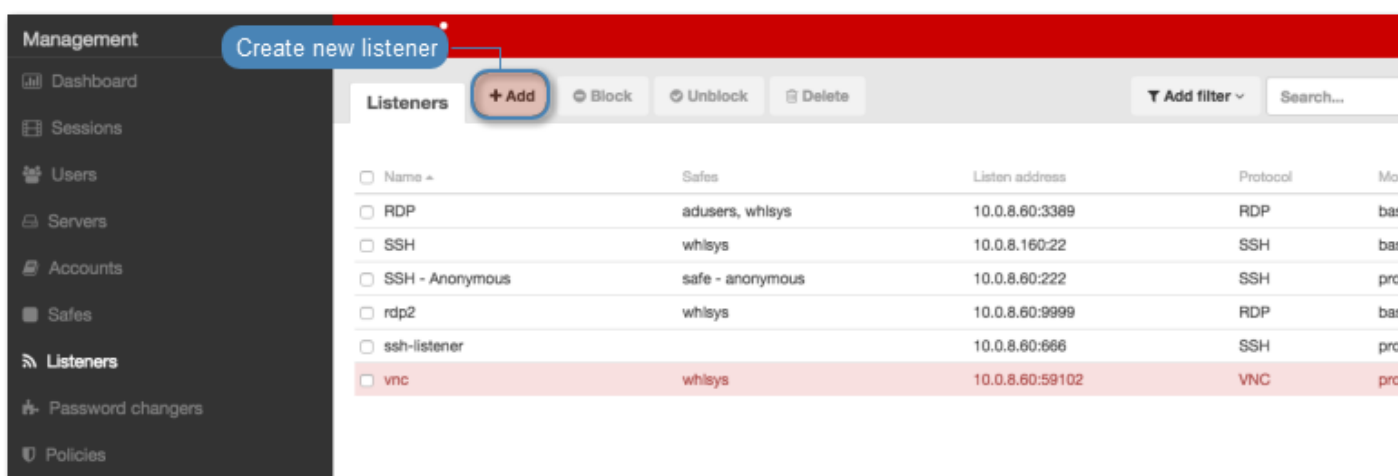 Management
Create new listener
Dashboard
Sessions
Users
Servers
Accounts
Safes
Listeners
Password changers
Policies
Listeners + Add Block Unblock Delete Add filter Search...
Name Safes Listen address Protocol
RDP adusers, whlsys 10.0.8.60:3389 RDP
SSH whlsys 10.0.8.160:22 SSH
SSH - Anonymous safe - anonymous 10.0.8.60:222 SSH
rdp2 whlsys 10.0.8.60:9999 RDP
ssh-listener 10.0.8.60:666 SSH
vnc whlsys 10.0.8.60:59102 VNC